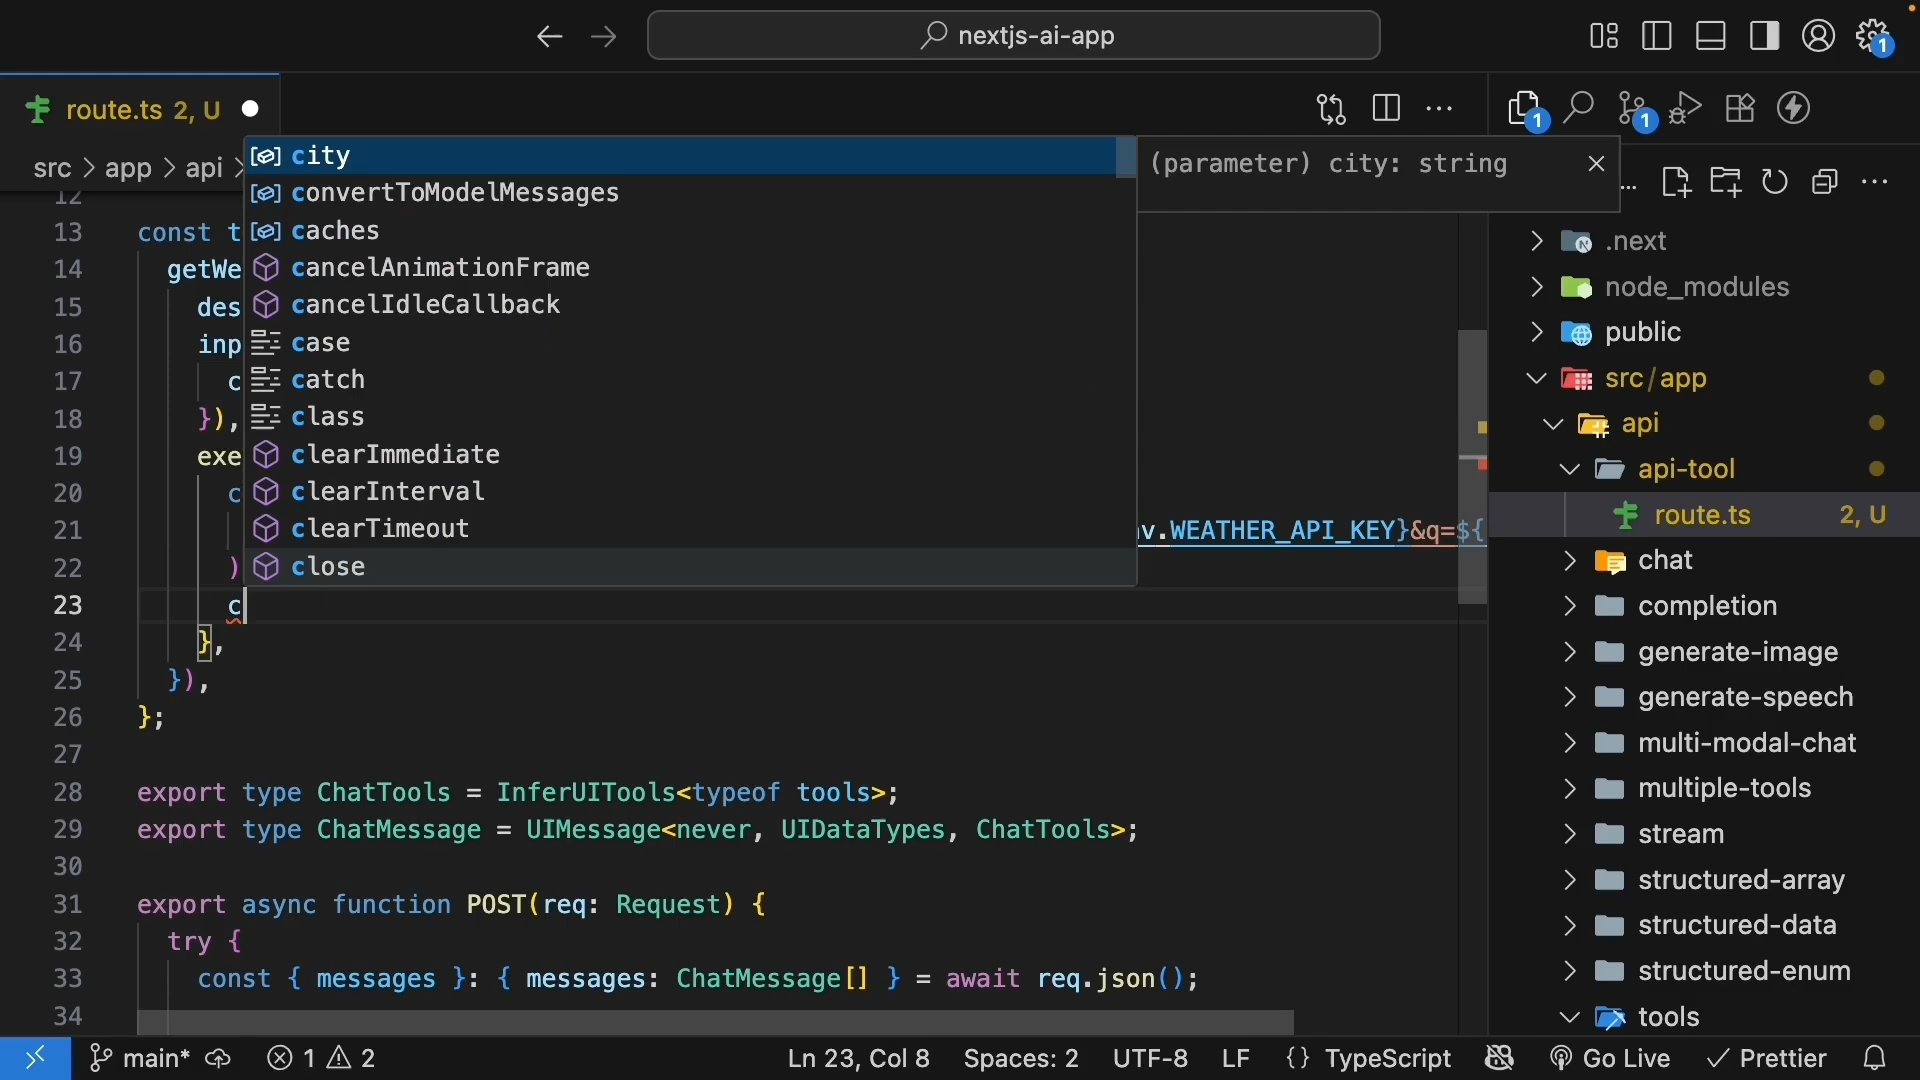 nextjs-ai-app
1
route.ts 2, U
1
1
src > app > api >
city
(parameter) city: string
...
convertToModelMessages
caches
cancelAnimationFrame
cancelIdleCallback
case
catch
class
clearImmediate
clearInterval
clearTimeout
close
12
13 const t
14 getWe
15 des
16 inp
17 c
18 }),
19 exe
20 c
21 v.WEATHER_API_KEY}&q=${
22 )
23 c
24 },
25 }),
26 };
27
28 export type ChatTools = InferUITools<typeof tools>;
29 export type ChatMessage = UIMessage<never, UIDataTypes, ChatTools>;
30
31 export async function POST(req: Request) {
32 try {
33 const { messages }: { messages: ChatMessage[] } = await req.json();
34
.next
node_modules
public
src/app
api
api-tool
route.ts 2, U
chat
completion
generate-image
generate-speech
multi-modal-chat
multiple-tools
stream
structured-array
structured-data
structured-enum
tools
main* 1 2 Ln 23, Col 8 Spaces: 2 UTF-8 LF {} TypeScript Go Live Prettier